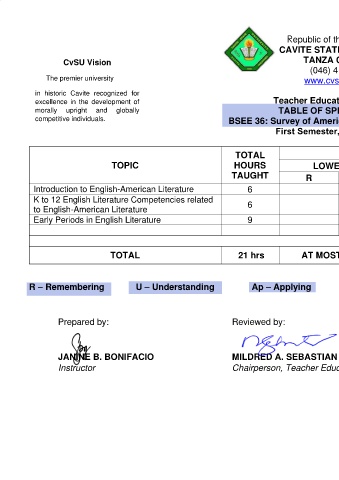 Republic of th
CAVITE STAT
CvSU Vision
TANZA C
(046) 4
The premier university
www.cvs
in historic Cavite recognized for
excellence in the development of
morally upright and globally
competitive individuals.
Teacher Educat
TABLE OF SPE
BSEE 36: Survey of Ameri
First Semester,
TOPIC
TOTAL
HOURS
TAUGHT
LOWE
R
Introduction to English-American Literature 6
K to 12 English Literature Competencies related
to English-American Literature 6
Early Periods in English Literature 9
TOTAL 21 hrs AT MOST
R – Remembering U – Understanding Ap – Applying
Prepared by: Reviewed by:
JANINE B. BONIFACIO MILDRED A. SEBASTIAN
Instructor Chairperson, Teacher Educ